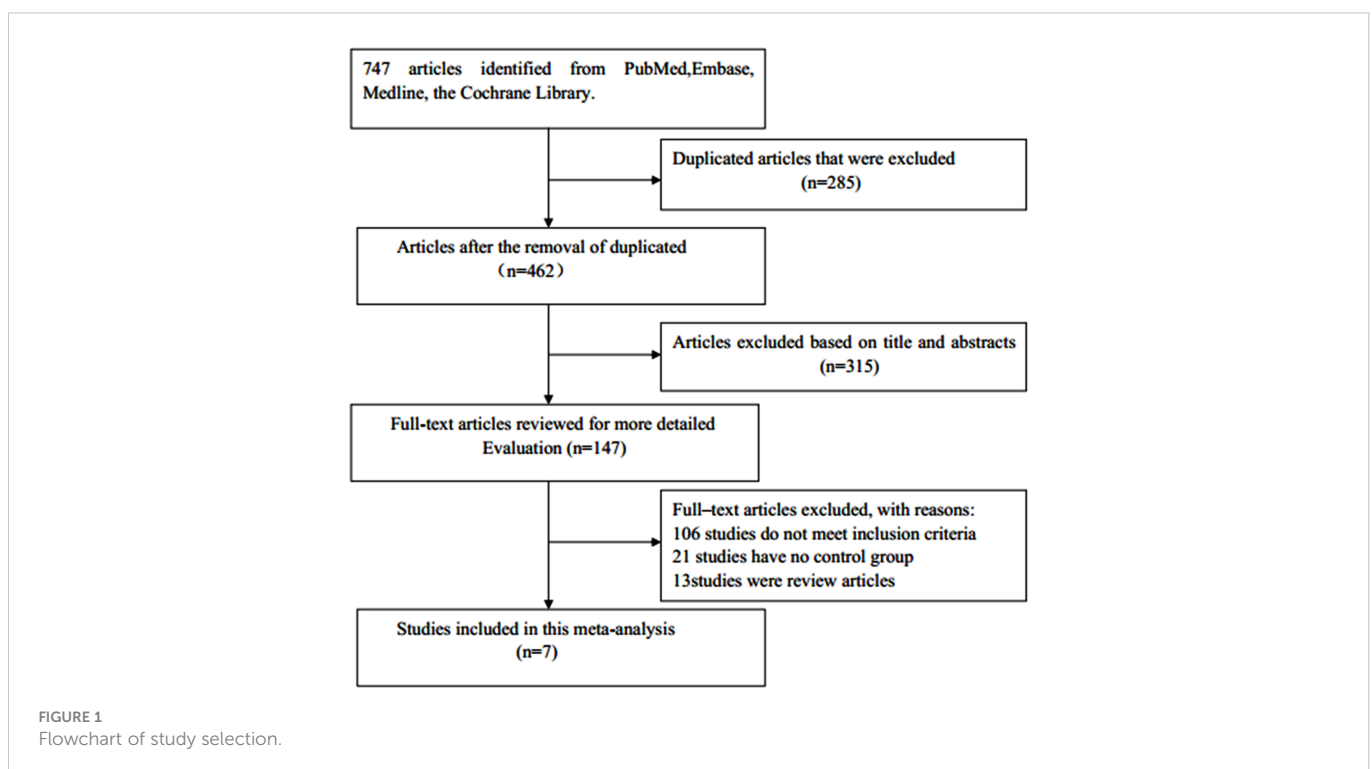 747 articles identified from PubMed,Embase,
Medline, the Cochrane Library.
Duplicated articles that were excluded
(n=285)
Articles after the removal of duplicated
（n=462）
Articles excluded based on title and abstracts
(n=315)
Full-text articles reviewed for more detailed
Evaluation (n=147)
Full–text articles excluded, with reasons:
106 studies do not meet inclusion criteria
21 studies have no control group
13studies were review articles
Studies included in this meta-analysis
(n=7)
FIGURE 1
Flowchart of study selection.